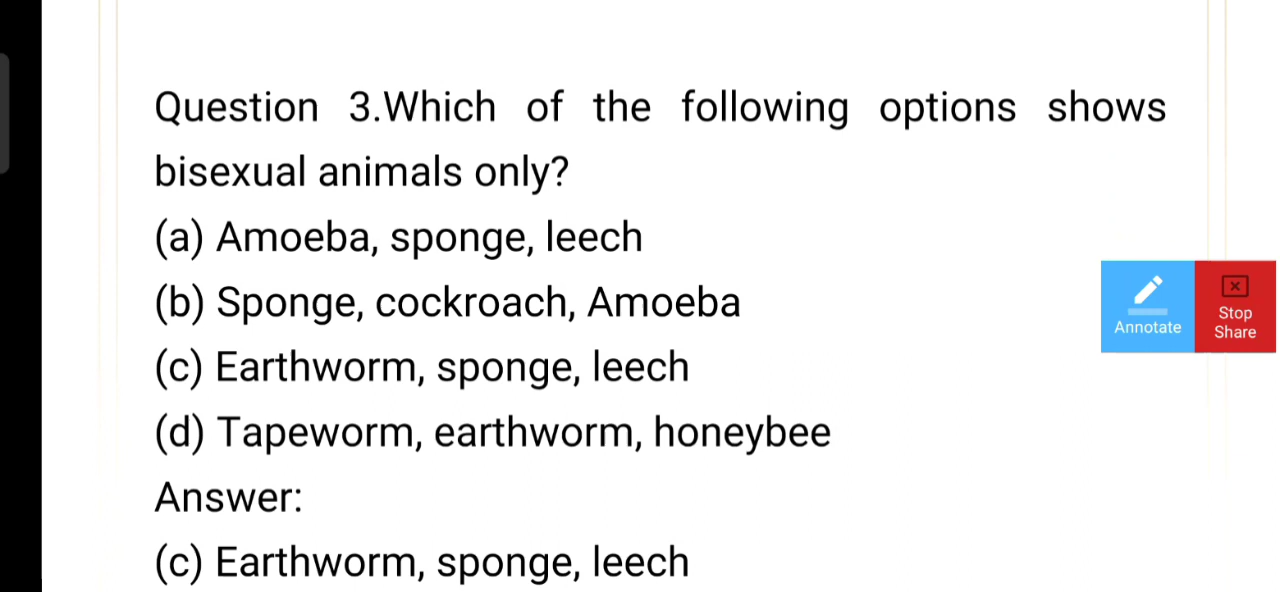 Question 3.Which of the following options shows
bisexual animals only?
(a) Amoeba, sponge, leech
(b) Sponge, cockroach, Amoeba
(c) Earthworm, sponge, leech
(d) Tapeworm, earthworm, honeybee
Answer:
(c) Earthworm, sponge, leech
Annotate
Stop
Share